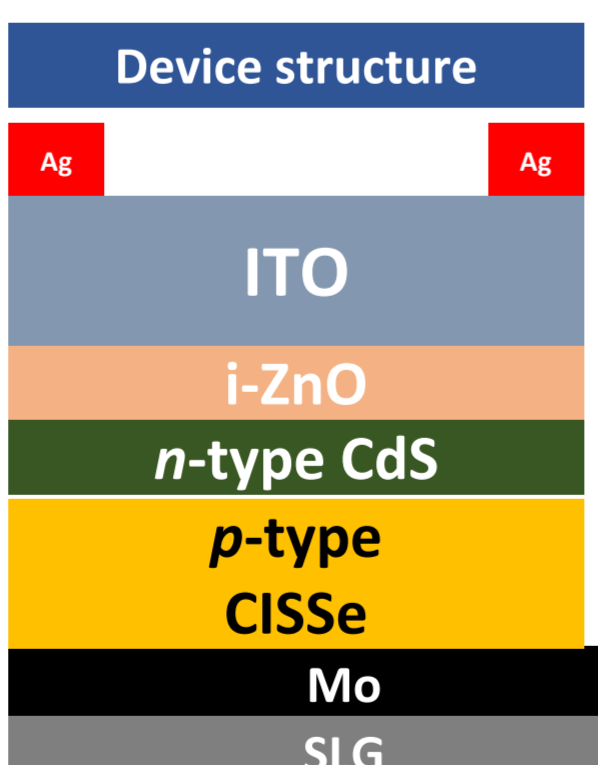 Device structure
Ag Ag
ITO
i-ZnO
n-type CdS
p-type
CISSe
Mo
SLG